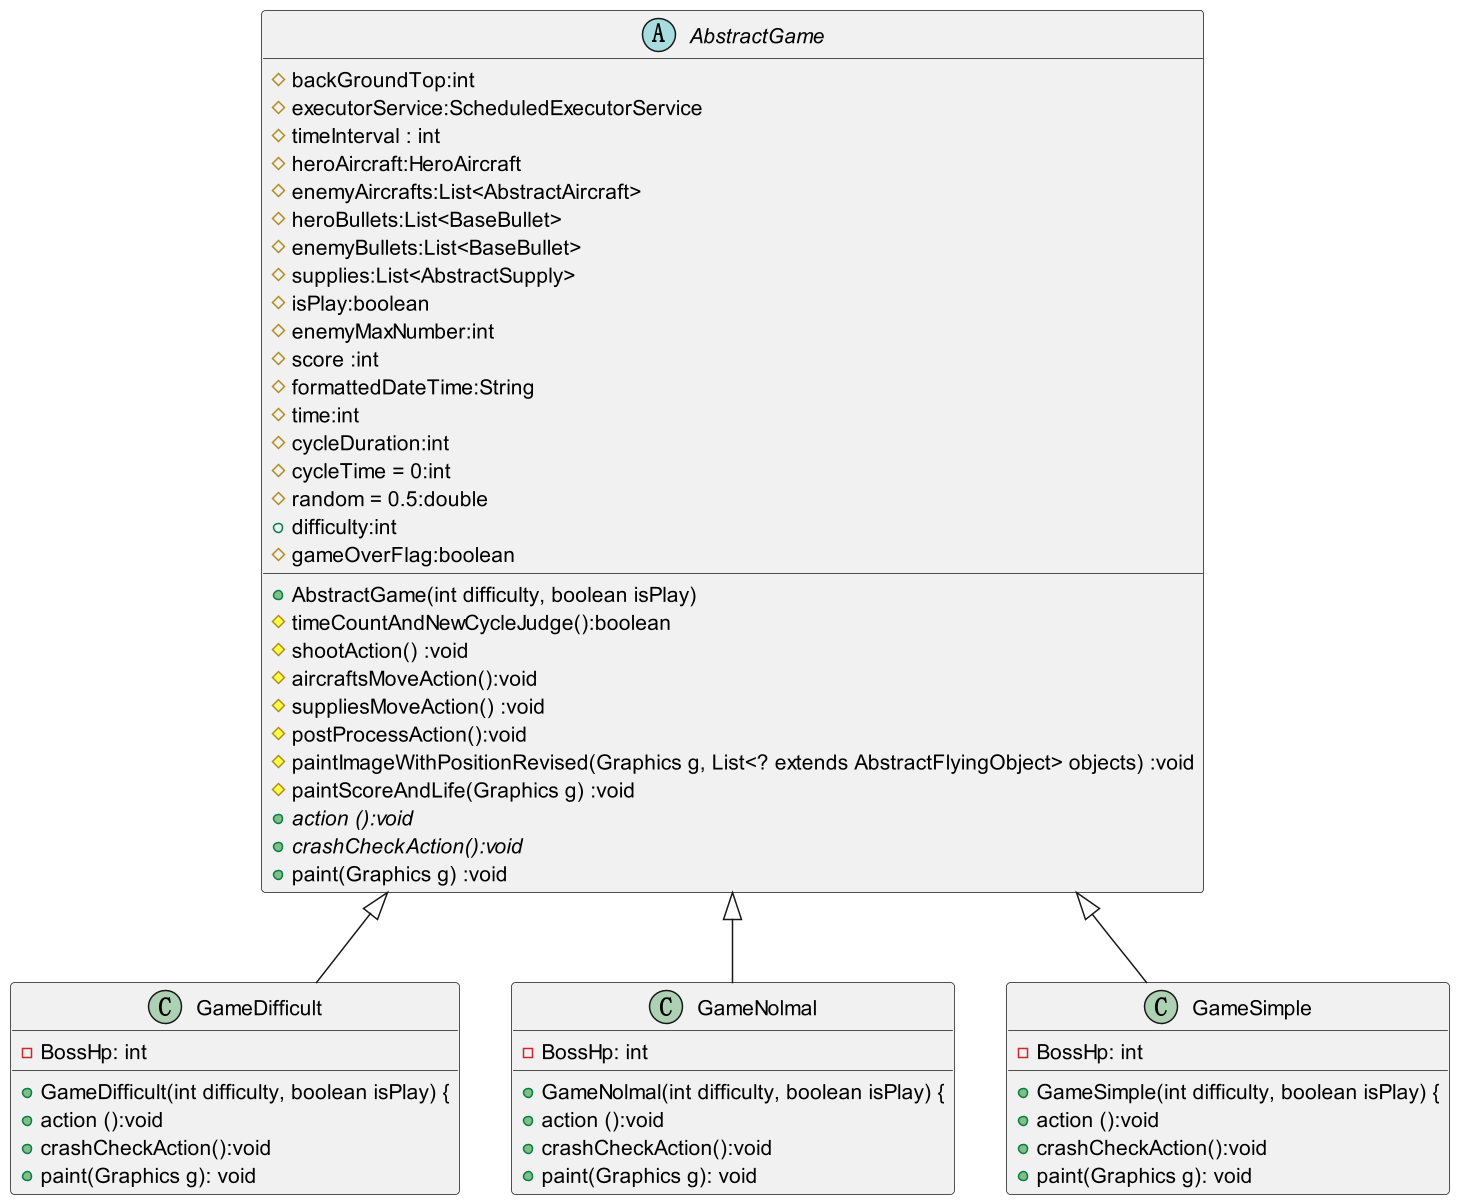 A AbstractGame
backGroundTop:int
executorService:ScheduledExecutorService
timeInterval : int
heroAircraft:HeroAircraft
enemyAircrafts:List<AbstractAircraft>
heroBullets:List<BaseBullet>
enemyBullets:List<BaseBullet>
supplies:List<AbstractSupply>
isPlay:boolean
enemyMaxNumber:int
score :int
formattedDateTime:String
time:int
cycleDuration:int
cycleTime = 0:int
random = 0.5:double
difficulty:int
gameOverFlag:boolean
AbstractGame(int difficulty, boolean isPlay)
timeCountAndNewCycleJudge():boolean
shootAction() :void
aircraftsMoveAction():void
suppliesMoveAction() :void
postProcessAction():void
paintImageWithPositionRevised(Graphics g, List<? extends AbstractFlyingObject> objects) :void
paintScoreAndLife(Graphics g) :void
action ():void
crashCheckAction():void
paint(Graphics g) :void
C GameDifficult
BossHp: int
GameDifficult(int difficulty, boolean isPlay) {
action ():void
crashCheckAction():void
paint(Graphics g): void
C GameNolmal
BossHp: int
GameNolmal(int difficulty, boolean isPlay) {
action ():void
crashCheckAction():void
paint(Graphics g): void
C GameSimple
BossHp: int
GameSimple(int difficulty, boolean isPlay) {
action ():void
crashCheckAction():void
paint(Graphics g): void